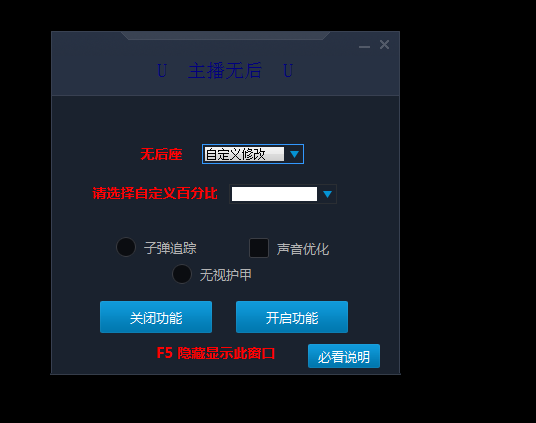 U 主播无后 U
无后座 自定义修改
请选择自定义百分比
子弹追踪 声音优化
无视护甲
关闭功能 开启功能
F5 隐藏显示此窗口 必看说明